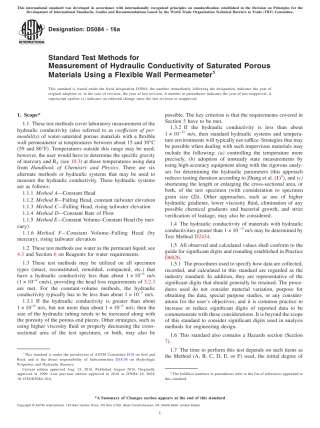 This international standard was developed in accordance with internationally recognized principles on standardization established in the Decision on Principles for the
Development of International Standards, Guides and Recommendations issued by the World Trade Organization Technical Barriers to Trade (TBT) Committee.
Designation: D5084 − 16a
Standard Test Methods for
Measurement of Hydraulic Conductivity of Saturated Porous
Materials Using a Flexible Wall Permeameter1
This standard is issued under the fixed designation D5084; the number immediately following the designation indicates the year of
original adoption or, in the case of revision, the year of last revision. A number in parentheses indicates the year of last reapproval. A
superscript epsilon (ε) indicates an editorial change since the last revision or reapproval.
1. Scope*
1.1 These test methods cover laboratory measurement of the
hydraulic conductivity (also referred to as coefficient of per-
meability) of water-saturated porous materials with a flexible
wall permeameter at temperatures between about 15 and 30°C
(59 and 86°F). Temperatures outside this range may be used;
however, the user would have to determine the specific gravity
of mercury and RT (see 10.3) at those temperatures using data
from Handbook of Chemistry and Physics. There are six
alternate methods or hydraulic systems that may be used to
measure the hydraulic conductivity. These hydraulic systems
are as follows:
1.1.1 Method A—Constant Head
1.1.2 Method B—Falling Head, constant tailwater elevation
1.1.3 Method C—Falling Head, rising tailwater elevation
1.1.4 Method D—Constant Rate of Flow
1.1.5 Method E—Constant Volume–Constant Head (by mer-
cury)
1.1.6 Method F—Constant Volume–Falling Head (by
mercury), rising tailwater elevation
1.2 These test methods use water as the permeant liquid; see
4.3 and Section 6 on Reagents for water requirements.
1.3 These test methods may be utilized on all specimen
types (intact, reconstituted, remolded, compacted, etc.) that
have a hydraulic conductivity less than about 1 × 10−6 m/s
(1 × 10−4 cm/s), providing the head loss requirements of 5.2.3
are met. For the constant-volume methods, the hydraulic
conductivity typically has to be less than about 1 × 10−7 m/s.
1.3.1 If the hydraulic conductivity is greater than about
1 × 10−6 m/s, but not more than about 1 × 10−5 m/s; then the
size of the hydraulic tubing needs to be increased along with
the porosity of the porous end pieces. Other strategies, such as
using higher viscosity fluid or properly decreasing the cross-
sectional area of the test specimen, or both, may also be
1 This standard is under the jurisdiction of ASTM Committee D18 on Soil and
Rock and is the direct responsibility of Subcommittee D18.04 on Hydrologic
Properties and Hydraulic Barriers.
Current edition approved Aug. 15, 2016. Published August 2016. Originally
approved in 1990. Last previous edition approved in 2016 as D5084–16. DOI:
10.1520/D5084-16A.
possible. The key criterion is that the requirements covered in
Section 5 have to be met.
1.3.2 If the hydraulic conductivity is less than about
1 × 10−11 m/s, then standard hydraulic systems and tempera-
ture environments will typically not suffice. Strategies that may
be possible when dealing with such impervious materials may
include the following: (a) controlling the temperature more
precisely, (b) adoption of unsteady state measurements by
using high-accuracy equipment along with the rigorous analy-
ses for determining the hydraulic parameters (this approach
reduces testing duration according to Zhang et al. (1)2), and (c)
shortening the length or enlarging the cross-sectional area, or
both, of the test specimen (with consideration to specimen
grain size (2)). Other approaches, such as use of higher
hydraulic gradients, lower viscosity fluid, elimination of any
possible chemical gradients and bacterial growth, and strict
verification of leakage, may also be considered.
1.4 The hydraulic conductivity of materials with hydraulic
conductivities greater than 1 × 10−5 m/s may be determined by
Test Method D2434.
1.5 All observed and calculated values shall conform to the
guide for significant digits and rounding established in Practice
D6026.
1.5.1 The procedures used to specify how data are collected,
recorded, and calculated in this standard are regarded as the
industry standard. In addition, they are representative of the
significant digits that should generally be retained. The proce-
dures used do not consider material variation, purpose for
obtaining the data, special purpose studies, or any consider-
ations for the user's objectives; and it is common practice to
increase or reduce significant digits of reported data to be
commensurate with these considerations. It is beyond the scope
of this standard to consider significant digits used in analysis
methods for engineering design.
1.6 This standard also contains a Hazards section (Section
7).
1.7 The time to perform this test depends on such items as
the Method (A, B, C, D, E, or F) used, the initial degree of
2 The boldface numbers in parentheses refer to the list of references appended to
this standard.
*A Summary of Changes section appears at the end of this standard
Copyright © ASTM International, 100 Barr Harbor Drive, PO Box C700, West Conshohocken, PA 19428-2959. United States